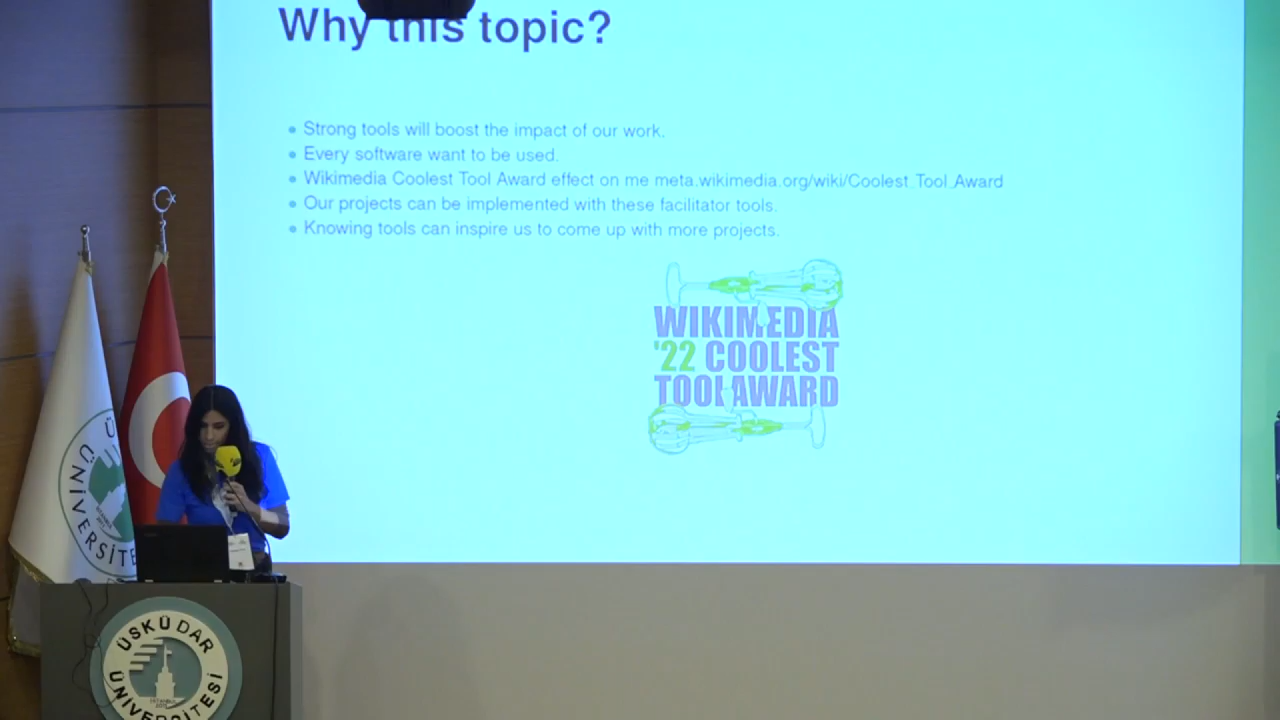 Why this topic?
Strong tools will boost the impact of our work.
Every software want to be used.
Wikimedia Coolest Tool Award effect on me meta.wikimedia.org/wiki/Coolest_Tool_Award
Our projects can be implemented with these facilitator tools.
Knowing tools can inspire us to come up with more projects.
WIKIMEDIA
'22 COOLEST
TOOL AWARD
ÜNİVERSİTE
ÜSKÜDAR
ÜNİVERSİTESİ
İSTANBUL